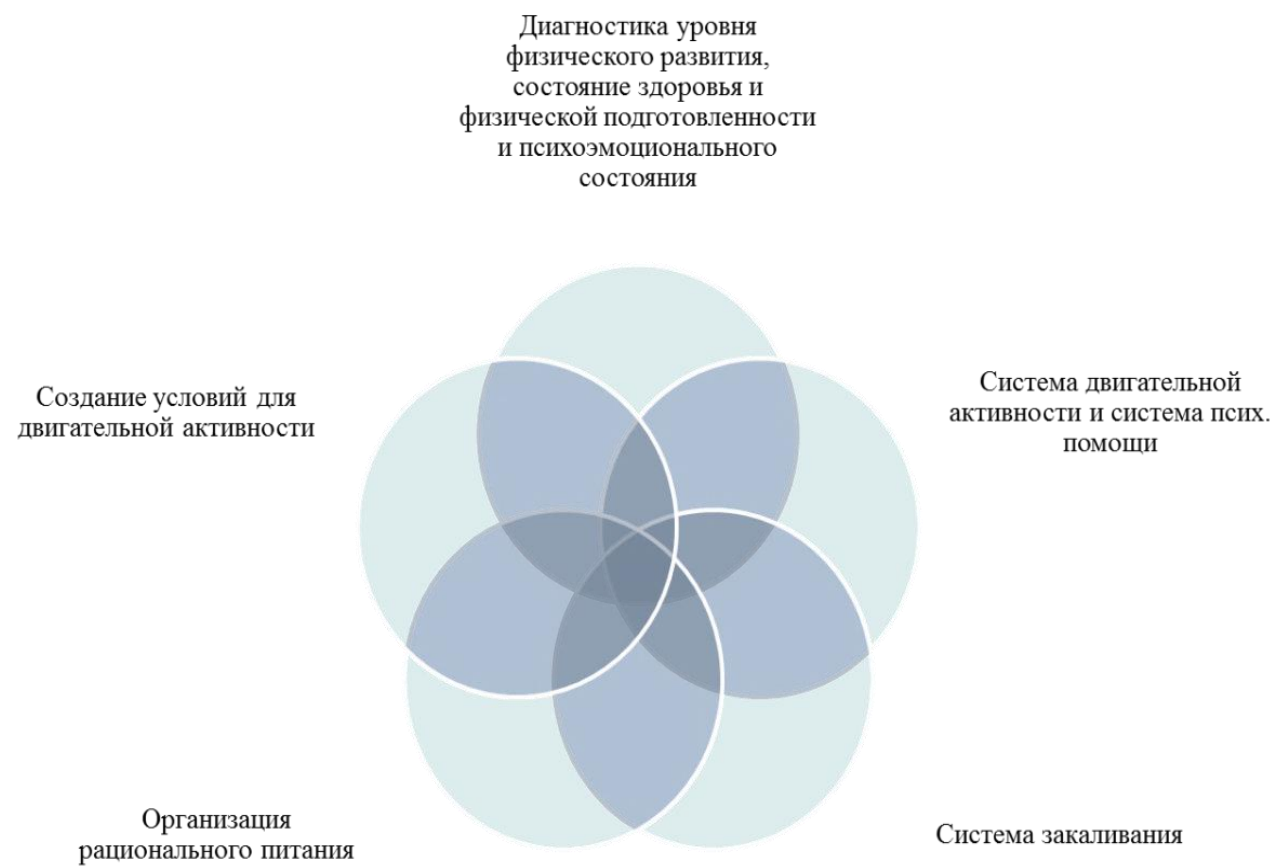 Диагностика уровня
физического развития,
состояние здоровья и
физической подготовленности
и психоэмоционального
состояния
Создание условий для
двигательной активности
Система двигательной
активности и система псих.
помощи
Организация
рационального питания
Система закаливания